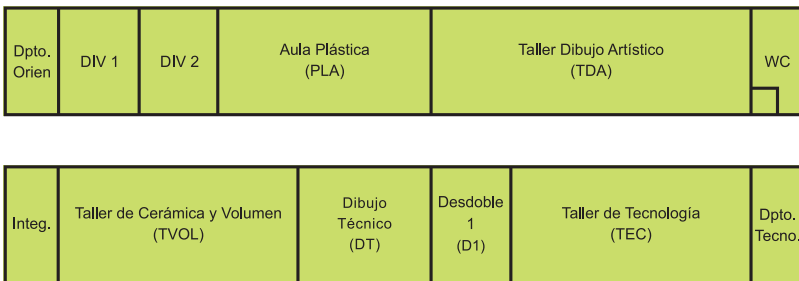 Dpto.
Orien
DIV 1
DIV 2
Aula Plástica
(PLA)
Taller Dibujo Artístico
(TDA)
WC
Integ.
Taller de Cerámica y Volumen
(TVOL)
Dibujo
Técnico
(DT)
Desdoble
1
(D1)
Taller de Tecnología
(TEC)
Dpto.
Tecno.